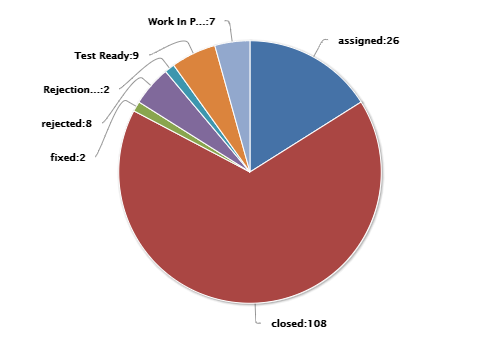 Work In P...:7
assigned:26
Test Ready:9
Rejection...:2
rejected:8
fixed:2
closed:108